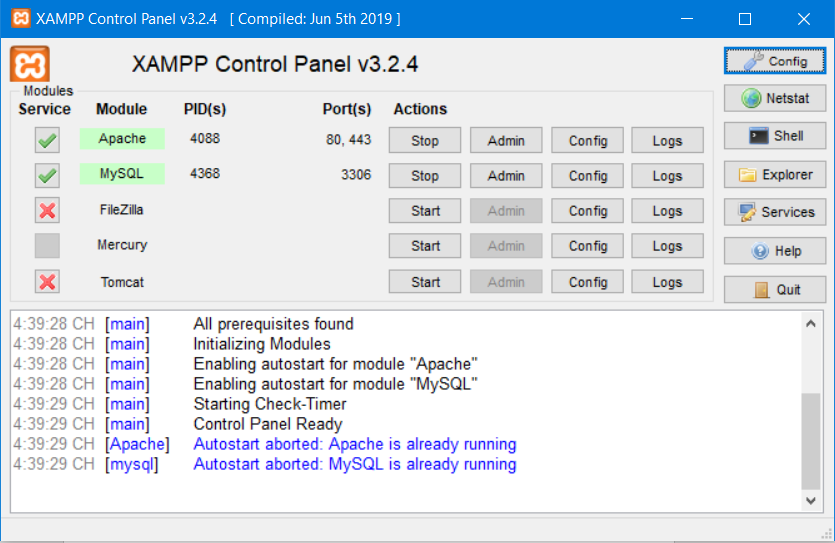 XAMPP Control Panel v3.2.4 [ Compiled: Jun 5th 2019 ]
XAMPP Control Panel v3.2.4
Config
Modules
Service Module PID(s) Port(s) Actions
Netstat
Apache 4088 80, 443 Stop Admin Config Logs
Shell
MySQL 4368 3306 Stop Admin Config Logs
Explorer
FileZilla Start Admin Config Logs
Services
Mercury Start Admin Config Logs
Help
Tomcat Start Admin Config Logs
Quit
4:39:28 CH [main] All prerequisites found
4:39:28 CH [main] Initializing Modules
4:39:28 CH [main] Enabling autostart for module "Apache"
4:39:28 CH [main] Enabling autostart for module "MySQL"
4:39:29 CH [main] Starting Check-Timer
4:39:29 CH [main] Control Panel Ready
4:39:29 CH [Apache] Autostart aborted: Apache is already running
4:39:29 CH [mysql] Autostart aborted: MySQL is already running